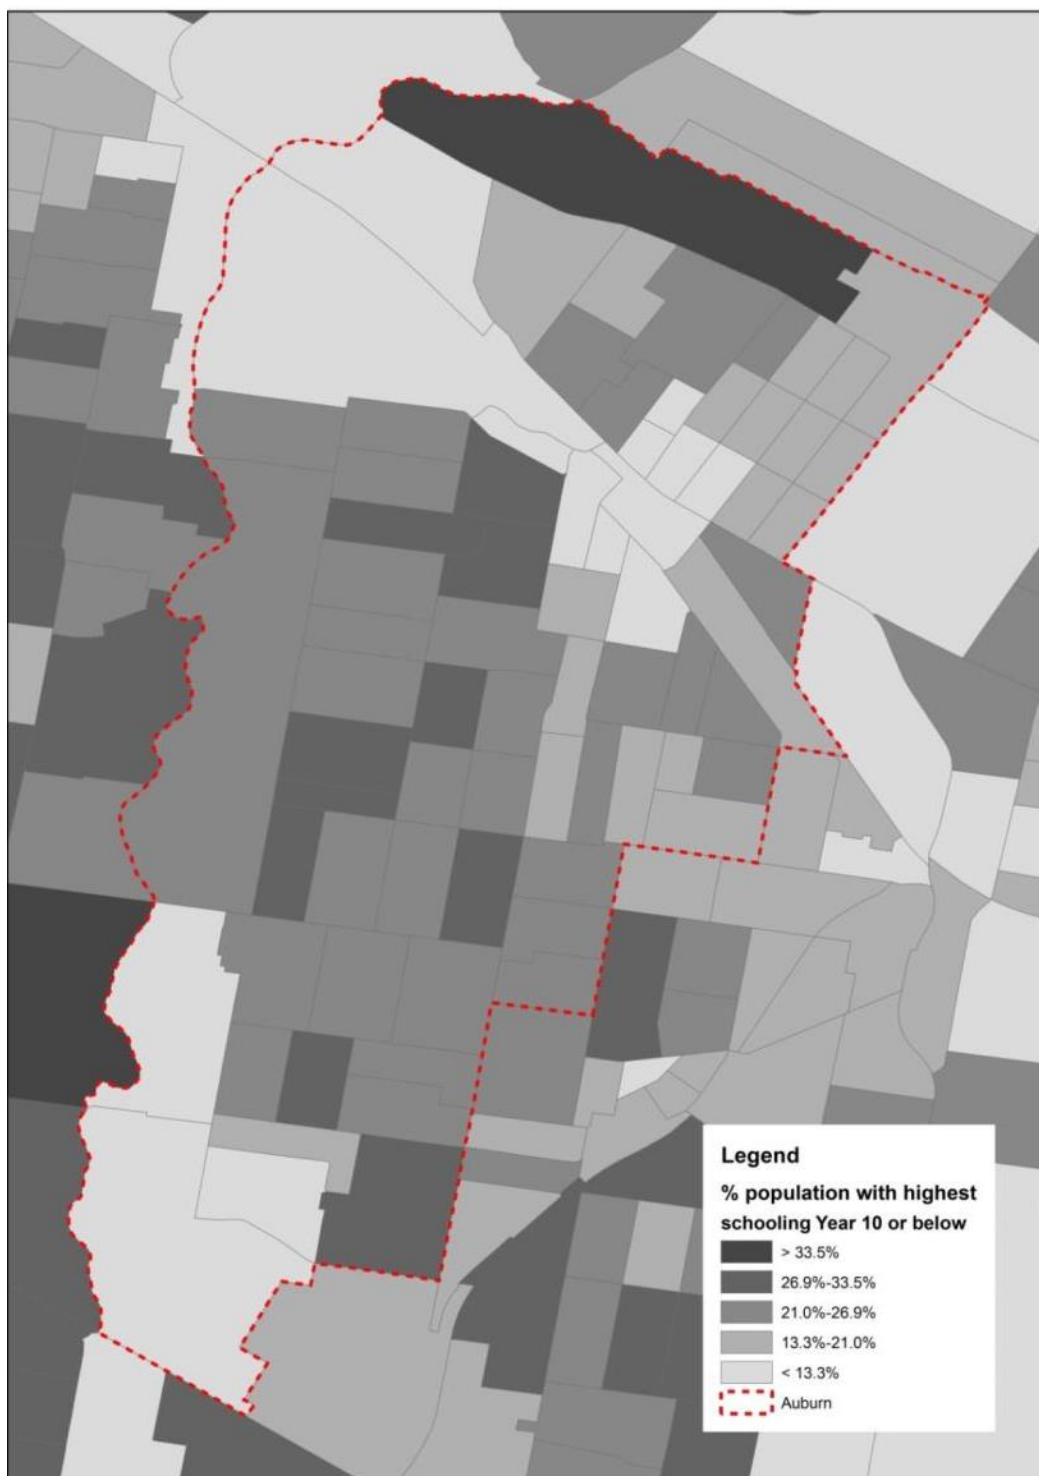 Legend
% population with highest
schooling Year 10 or below
> 33.5%
26.9%-33.5%
21.0%-26.9%
13.3%-21.0%
< 13.3%
Auburn